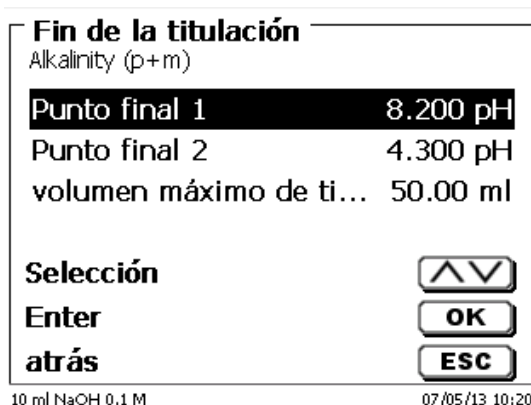 Fin de la titulación
Alkalinity (p+m)
Punto final 1 8.200 pH
Punto final 2 4.300 pH
volumen máximo de ti... 50.00 ml
Selección
Enter OK
atrás ESC
10 ml NaOH 0.1 M 07/05/13 10:20